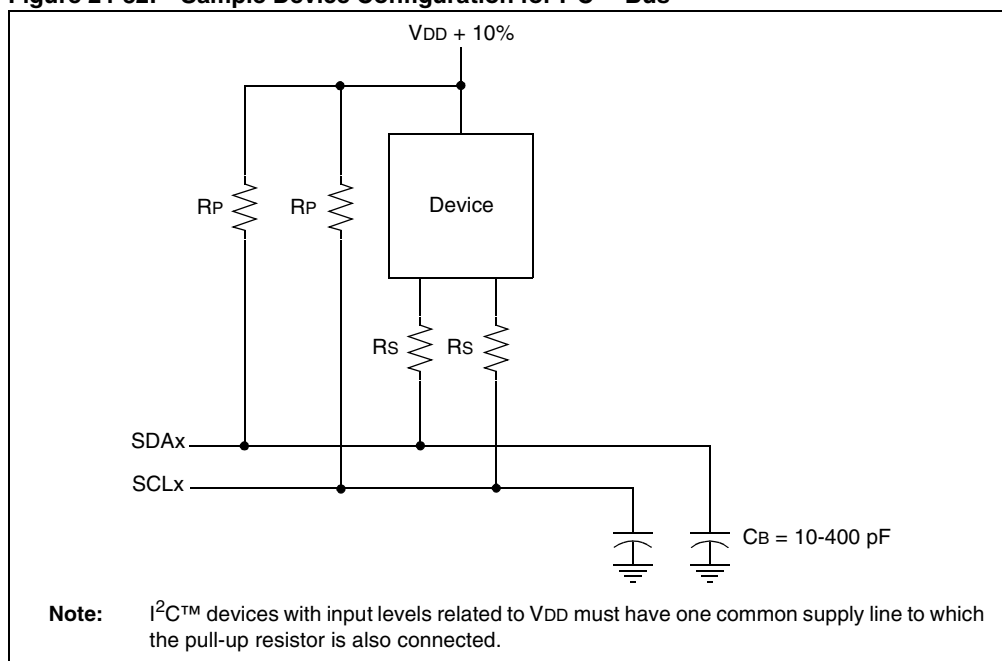 VDD + 10%
RP
RP
Device
RS
RS
SDAx
SCLx
CB = 10-400 pF
Note: I2C™ devices with input levels related to VDD must have one common supply line to which
the pull-up resistor is also connected.